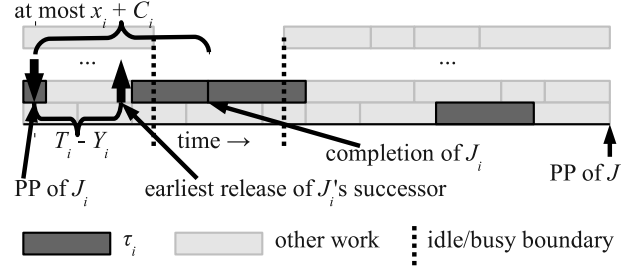 at most x_i + C_i
... ...
T_i - Y_i
time →
completion of J_i
PP of J_i
earliest release of J_i's successor
PP of J
τ_i
other work
idle/busy boundary